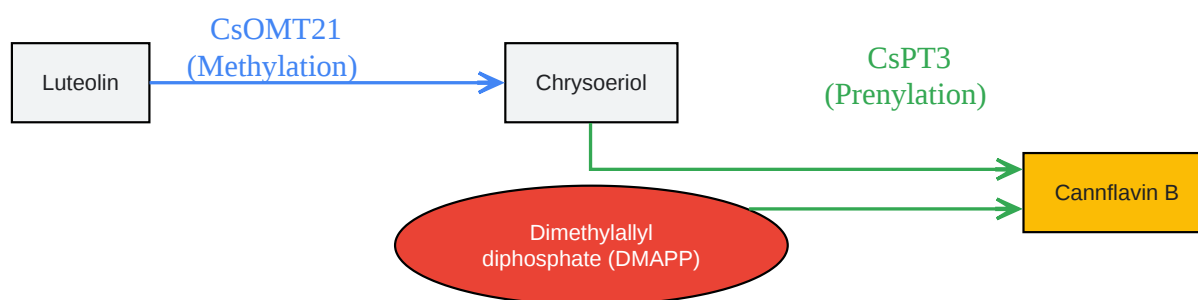 CsOMT21
(Methylation)
Luteolin
Chrysoeriol
CsPT3
(Prenylation)
Cannflavin B
Dimethylallyl
diphosphate (DMAPP)